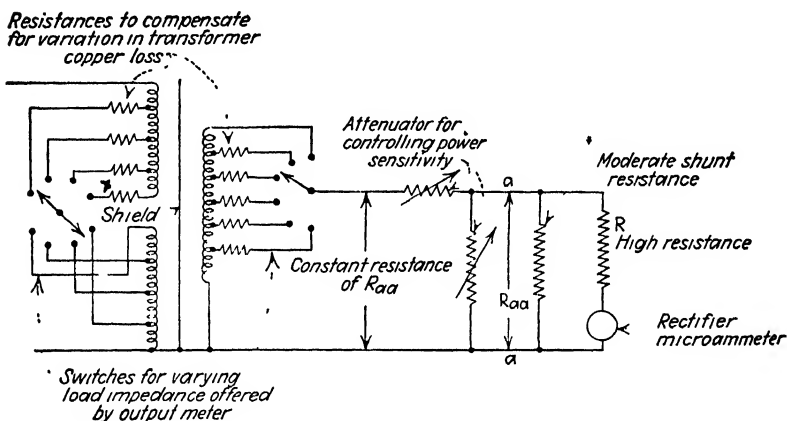 Resistances to compensate
for variation in transformer
copper loss
Attenuator for
controlling power
sensitivity
a
Moderate shunt
resistance
Shield
R
High resistance
Constant resistance
of Raa
Raa
Rectifier
microammeter
a
Switches for varying
load impedance offered
by output meter